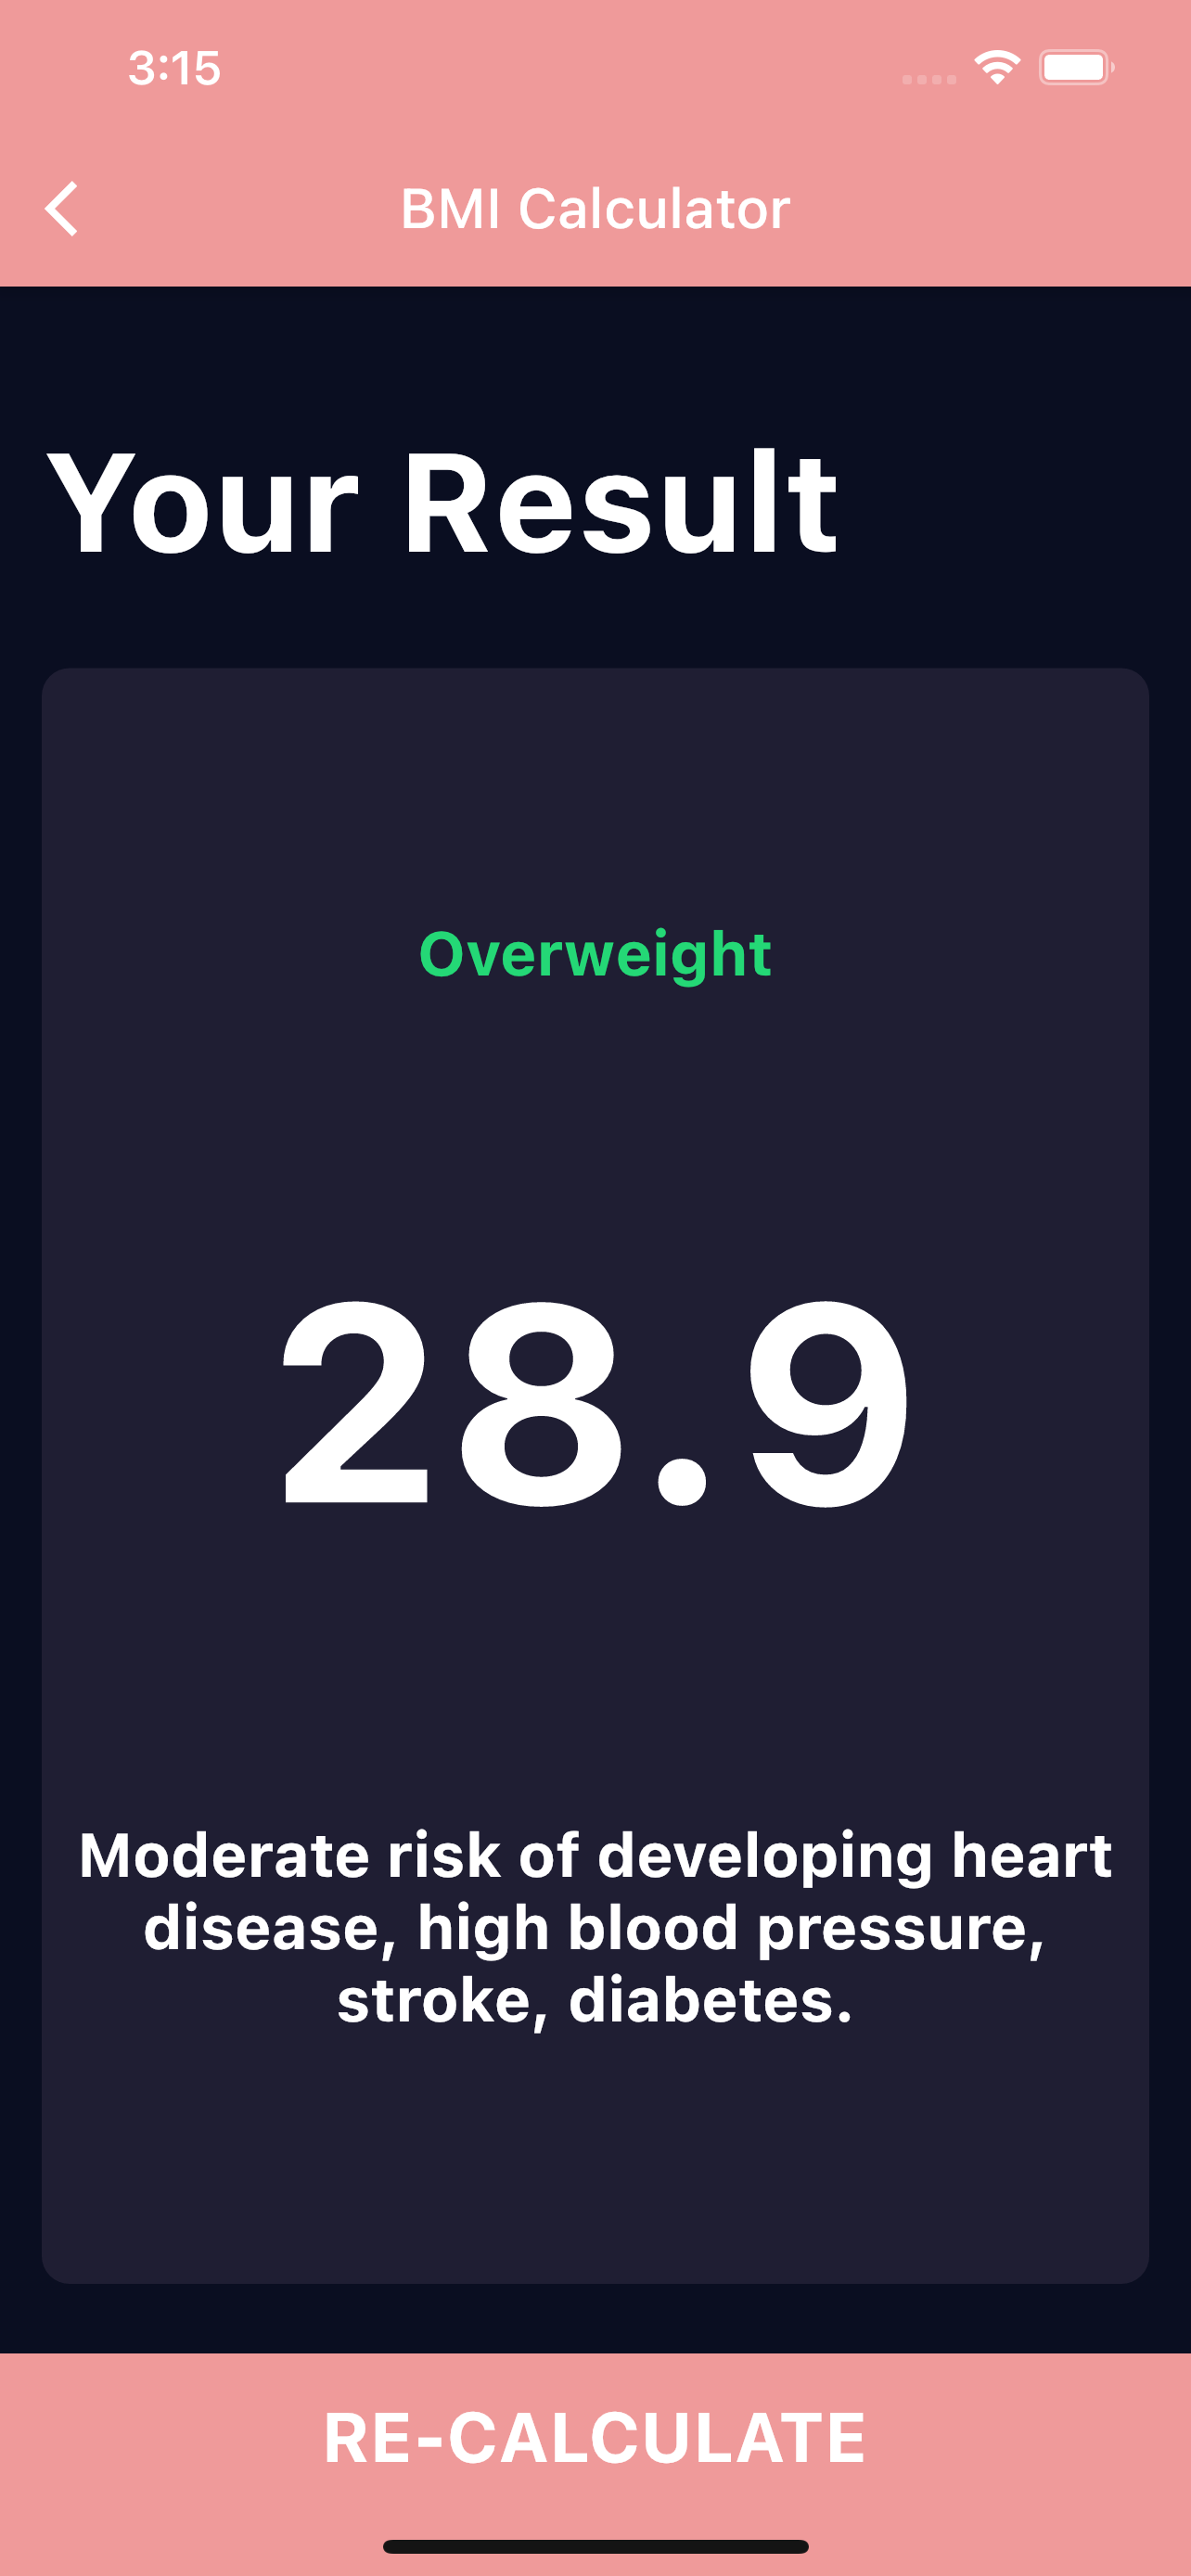 3:15
BMI Calculator
Your Result
Overweight
28.9
Moderate risk of developing heart
disease, high blood pressure,
stroke, diabetes.
RE-CALCULATE